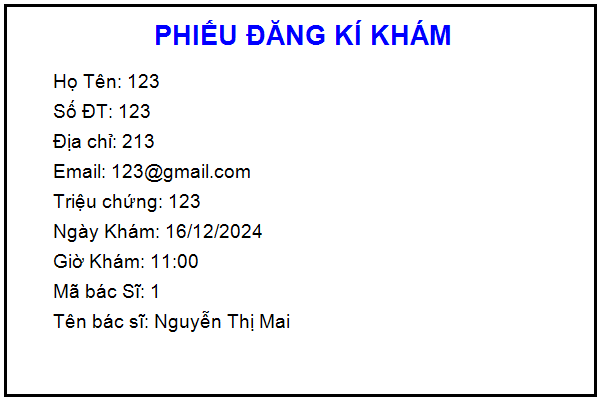 PHIẾU ĐĂNG KÍ KHÁM
Họ Tên: 123
Số ĐT: 123
Địa chỉ: 213
Email: 123@gmail.com
Triệu chứng: 123
Ngày Khám: 16/12/2024
Giờ Khám: 11:00
Mã bác Sĩ: 1
Tên bác sĩ: Nguyễn Thị Mai